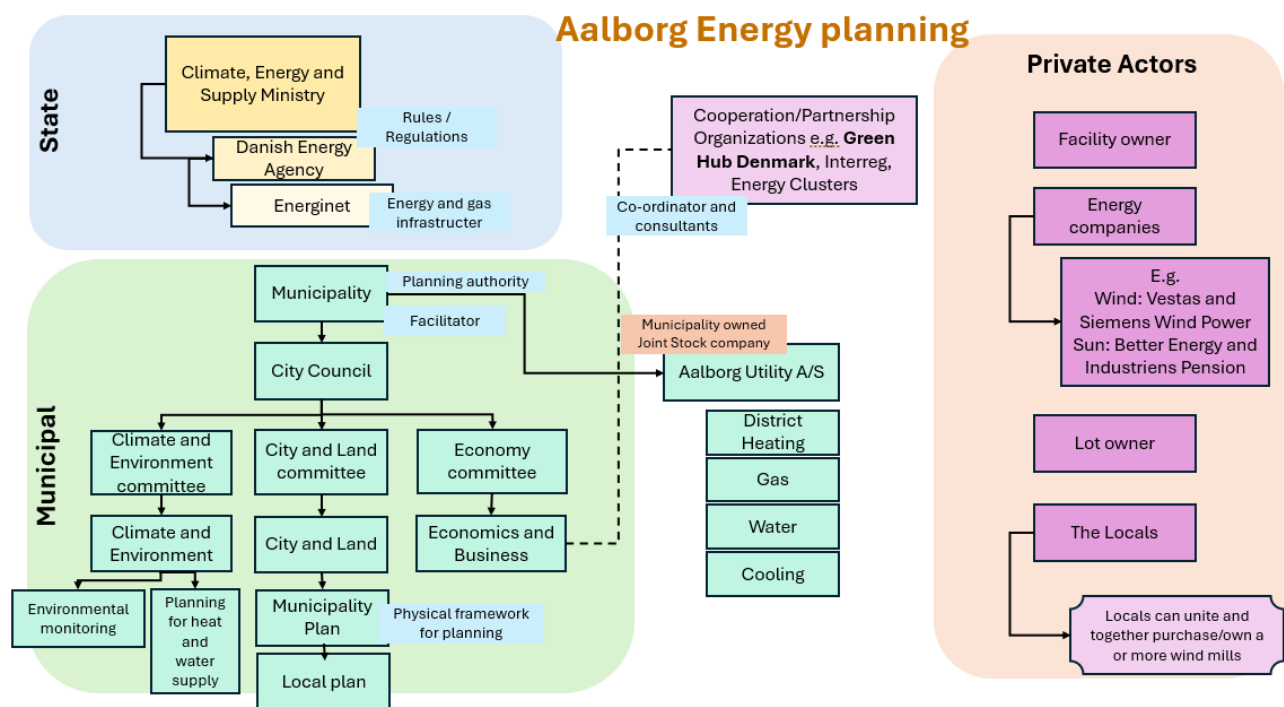 Aalborg Energy planning
State
Climate, Energy and
Supply Ministry
Rules /
Regulations
Danish Energy
Agency
Energinet
Energy and gas
infrastructer
Cooperation/Partnership
Organizations e.g. Green
Hub Denmark, Interreg,
Energy Clusters
Co-ordinator and
consultants
Municipal
Municipality
Planning authority
Facilitator
City Council
Climate and
Environment
committee
City and Land
committee
Economy
committee
Climate and
Environment
City and Land
Economics and
Business
Environmental
monitoring
Planning
for heat
and
water
supply
Municipality
Plan
Physical framework
for planning
Local plan
Municipality owned
Joint Stock company
Aalborg Utility A/S
District
Heating
Gas
Water
Cooling
Private Actors
Facility owner
Energy
companies
E.g.
Wind: Vestas and
Siemens Wind Power
Sun: Better Energy and
Industriens Pension
Lot owner
The Locals
Locals can unite and
together purchase/own a
or more wind mills